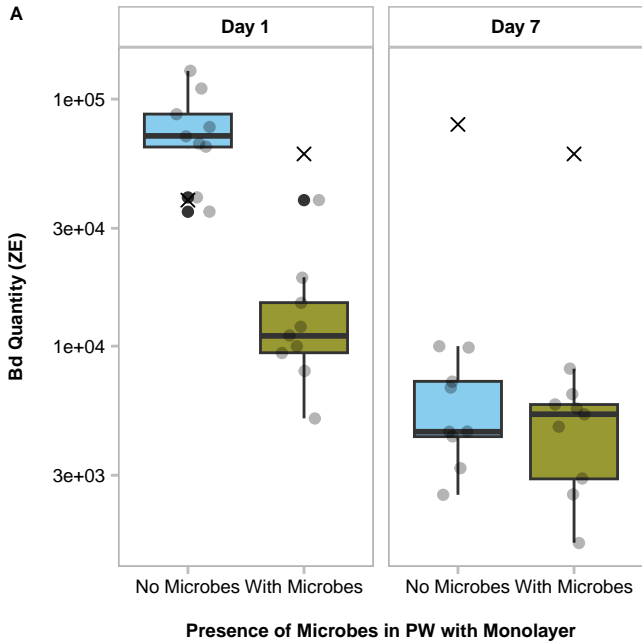 A
Day 1
Day 7
Bd Quantity (ZE)
1e+05
3e+04
1e+04
3e+03
No Microbes With Microbes
No Microbes With Microbes
Presence of Microbes in PW with Monolayer